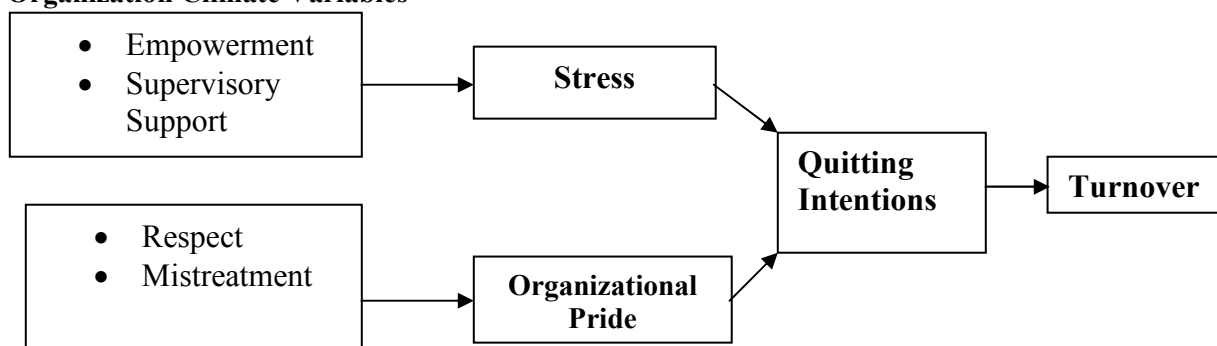 Organization Climate Variables
• Empowerment
• Supervisory
Support
Stress
Quitting
Intentions
Turnover
• Respect
• Mistreatment
Organizational
Pride